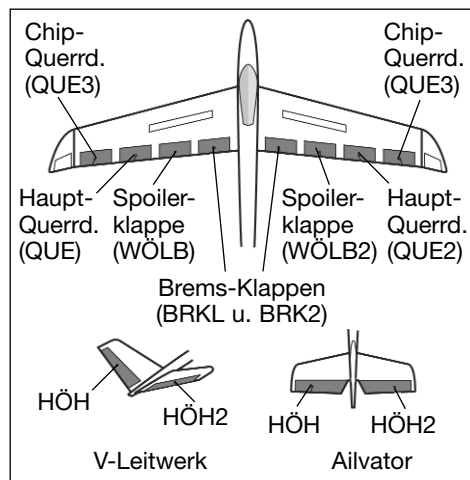 Chip-
Querrd.
(QUE3)
Chip-
Querrd.
(QUE3)
Haupt-
Querrd.
(QUE)
Spoiler-
klappe
(WÖLB)
Spoiler-
klappe
(WÖLB2)
Haupt-
Querrd.
(QUE2)
Brems-Klappen
(BRKL u. BRK2)
HÖH
HÖH2
V-Leitwerk
HÖH
HÖH2
Ailvator